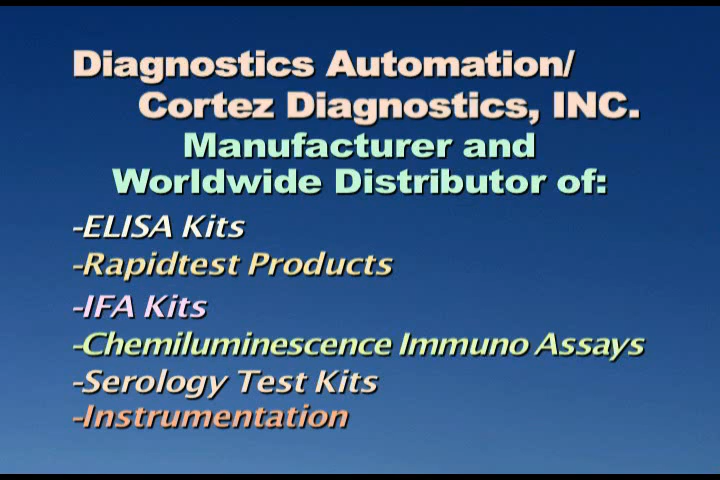 Diagnostics Automation/
Cortez Diagnostics, INC.
Manufacturer and
Worldwide Distributor of:
-ELISA Kits
-Rapidtest Products
-IFA Kits
-Chemiluminescence Immuno Assays
-Serology Test Kits
-Instrumentation